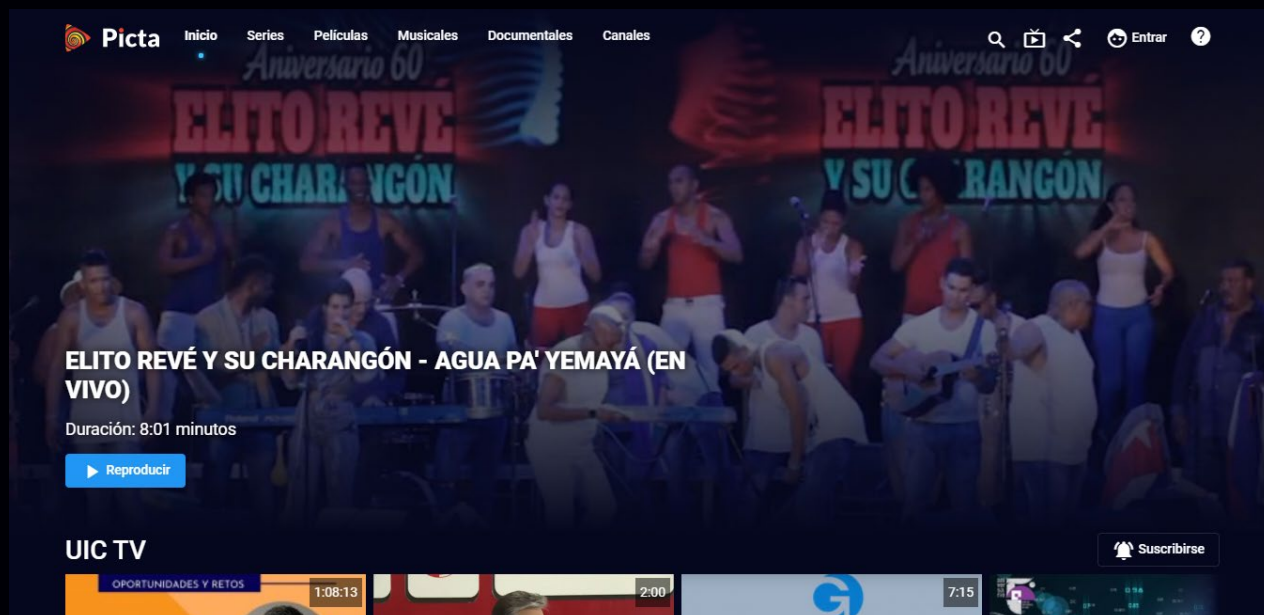 Picta Inicio Series Películas Musicales Documentales Canales Entrar ?
Aniversario 60 Aniversario 60
ELITO REVÉ ELITO REVÉ
Y SU CHARANGÓN Y SU CHARANGÓN
ELITO REVÉ Y SU CHARANGÓN - AGUA PA' YEMAYÁ (EN
VIVO)
Duración: 8:01 minutos
Reproducir
UIC TV Suscribirse
OPORTUNIDADES Y RETOS 1:08:13 2:00 7:15